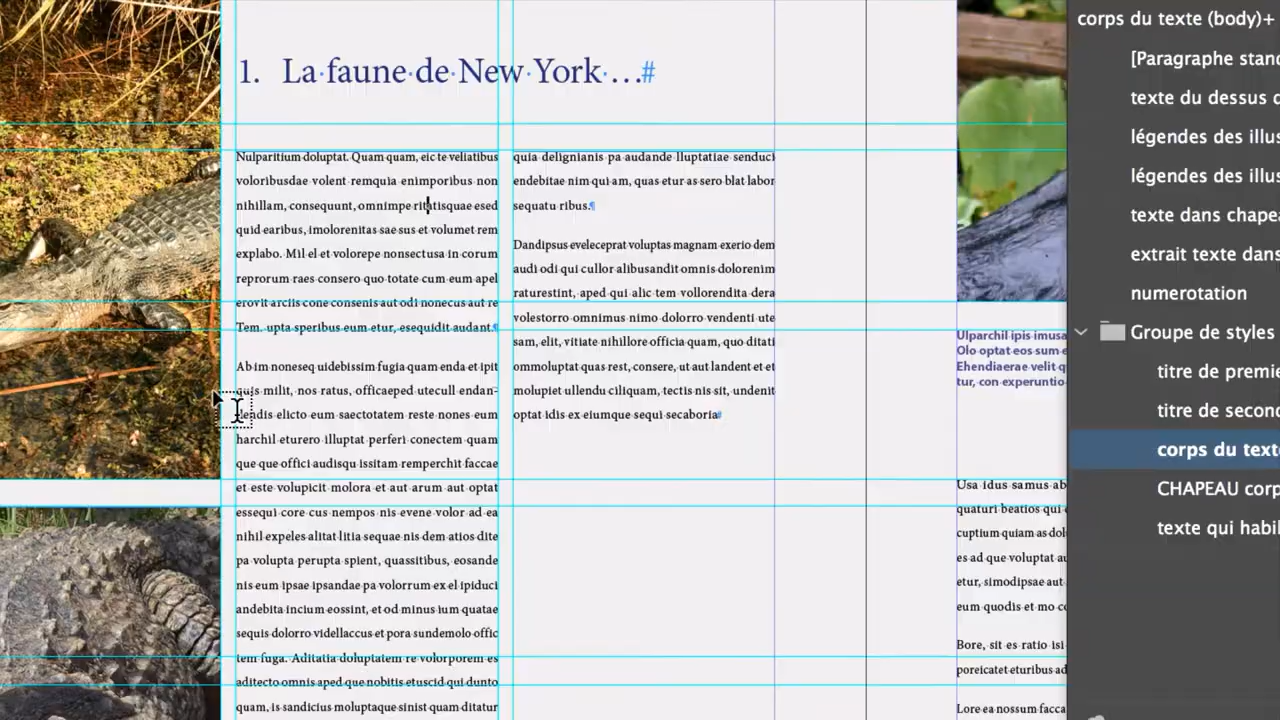 1. La faune de New York …#
Nulparitium doluptat. Quam quam, eic te veliatibus
voloribusdae volent remquia enimporibus non
nihillam, consequunt, omnimpe ritatisquae esed
quid earibus, imolorenitas sae sus et volumet rem
explabo. Mil el et volorepe nonsectusa in corum
reprorum raes consero quo totate cum eum apel
erovit arciis cone consenis aut odi nonecus aut re
Tem. upta speribus eum etur, esequidit audant.¶
Ab im nonesequidebissim fugia quam enda et ipit
quis milit, nos ratus, officaeped utecull endan-
dendis elicto eum saectotatem reste nones eum
harchil eturero illuptat perferi conectem quam
que que offici audisqu issitam remperchit faccae
et este volupicit molora et aut arum aut optat
essequi core cus nempos nis evene volor ad ea
nihil expeles alitat litia sequae nis dem atios dite
pa volupta perupta spient, quassitibus, eosande
nis eum ipsae ipsandae pa volorrum ex el ipiduci
andebita incium eossint, et od minus ium quatae
sequis dolorro videllaccus et pora sundemolo offic
tem fuga. Aditatia doluptatem re volorporem es
aditecto omnis aped que nobitis etuscid qui dunto
quam, is sandicius moluptaque sinist quam ditatur
quia delignianis pa audande lluptatiae senduci
endebitae nim qui am, quas etur as sero blat labor
sequatu ribus.¶
Dandipsus eveleceprat voluptas magnam exerio dem
audi odi qui cullor alibusandit omnis dolorenim
raturestint, aped qui alic tem vollorendita dera
volestorro omnimus nimo dolorro vendenti ute
sam, elit, vitiate nihillore officia quam, quo ditati
ommoluptat quas rest, consere, ut aut landent et et
molupiet ullendu ciliquam, tectis nis sit, undenit
optat idis ex eiumque sequi secaboria#
Ulparchil ipis imusa
Olo optat eos sum e
Ehendiaerae velit q
tur, con experuntio
Usa idus samus ab
quaturi beatios qui
cuptium quiam as dol
es ad que voluptat au
etur, simodipsae aut
eum quodis et mo co
Bore, sit es ratio isi
poreicatet eturibus ad
Lore ea nossum facca
corps du texte (body)+
[Paragraphe stand
texte du dessus d
légendes des illus
légendes des illus
texte dans chapea
extrait texte dans
numerotation
Groupe de styles
titre de premie
titre de second
corps du text
CHAPEAU corp
texte qui habil